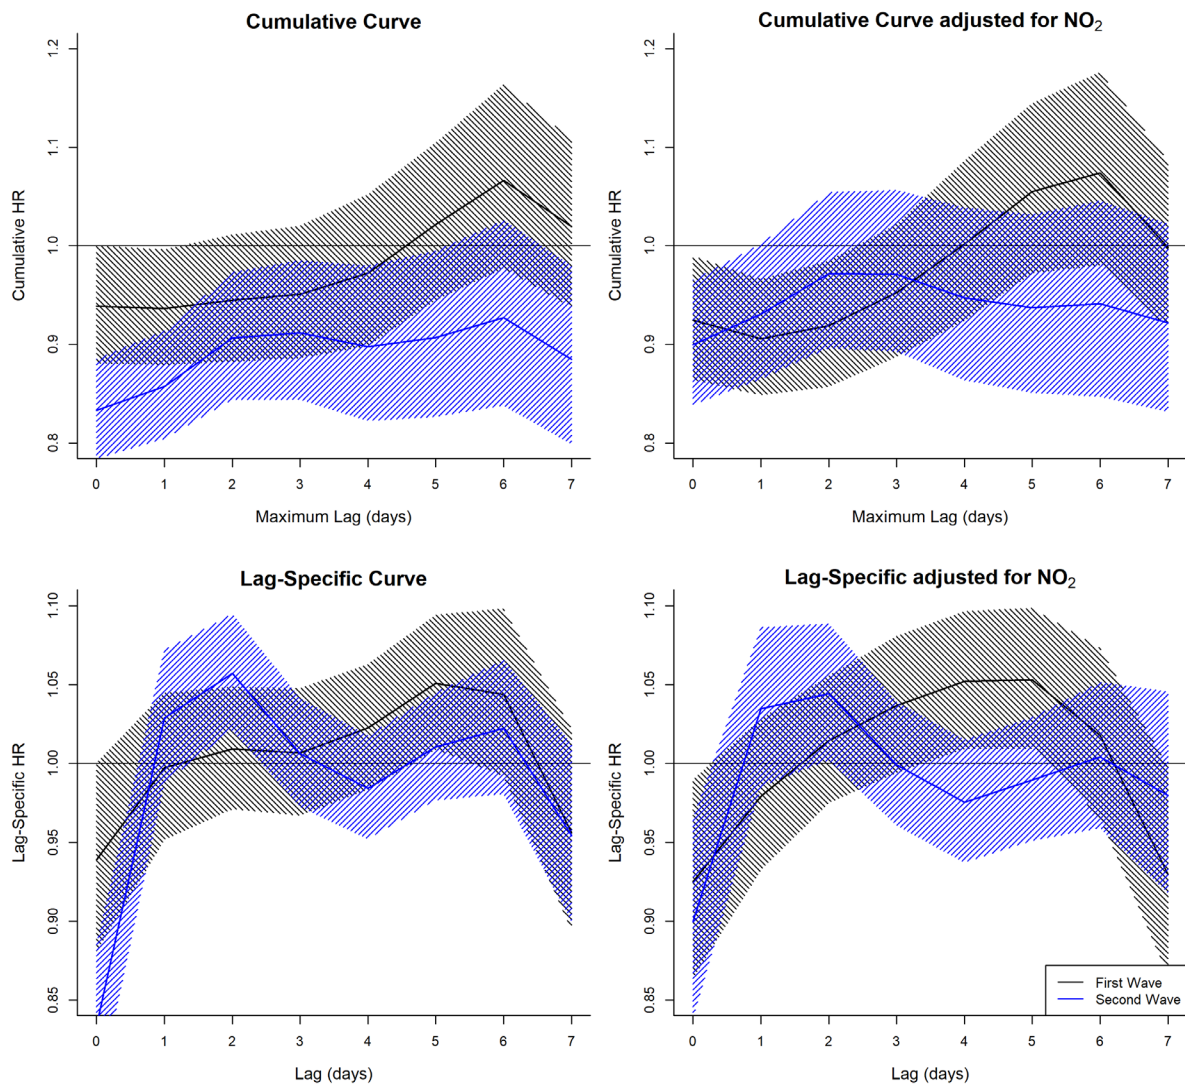 Cumulative Curve
Cumulative HR
1.2
1.1
1.0
0.9
0.8
0 1 2 3 4 5 6 7
Maximum Lag (days)
Cumulative Curve adjusted for NO₂
Cumulative HR
1.2
1.1
1.0
0.9
0.8
0 1 2 3 4 5 6 7
Maximum Lag (days)
Lag-Specific Curve
Lag-Specific HR
1.10
1.05
1.00
0.95
0.90
0.85
0 1 2 3 4 5 6 7
Lag (days)
Lag-Specific adjusted for NO₂
Lag-Specific HR
1.10
1.05
1.00
0.95
0.90
0.85
First Wave
Second Wave
0 1 2 3 4 5 6 7
Lag (days)